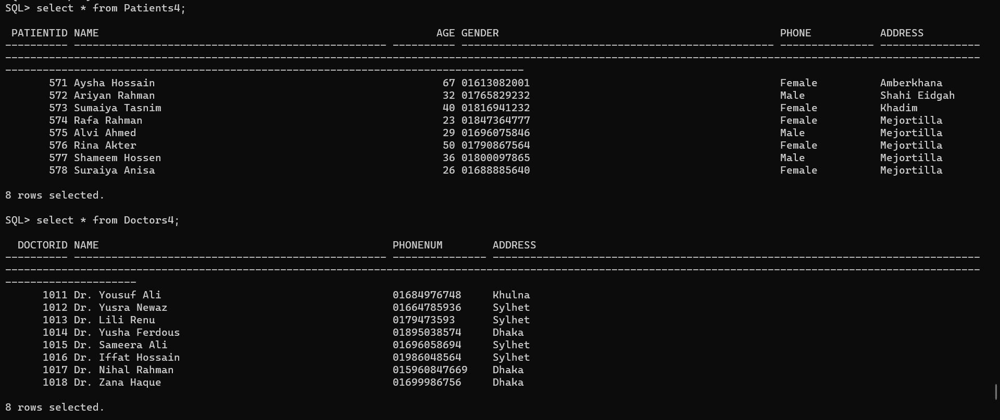 SQL> select * from Patients4;
PATIENTID NAME AGE GENDER PHONE ADDRESS
---------- -------------------------------------------------- ---------- -------------------------------------------------- --------------- ----------------
------------------------------------------------------------------------------------------------------------------------------------------------------------
-----------------------------------------------------------------------------------
571 Aysha Hossain 67 01613082001 Female Amberkhana
572 Ariyan Rahman 32 01765829232 Male Shahi Eidgah
573 Sumaiya Tasnim 40 01816941232 Female Khadim
574 Rafa Rahman 23 01847364777 Female Mejortilla
575 Alvi Ahmed 29 01696075846 Male Mejortilla
576 Rina Akter 50 01790867564 Female Mejortilla
577 Shameem Hossen 36 01800097865 Male Mejortilla
578 Suraiya Anisa 26 01688885640 Female Mejortilla
8 rows selected.
SQL> select * from Doctors4;
DOCTORID NAME PHONENUM ADDRESS
---------- -------------------------------------------------- --------------- ------------------------------------------------------------------------------
------------------------------------------------------------------------------------------------------------------------------------------------------------
---------------------
1011 Dr. Yousuf Ali 01684976748 Khulna
1012 Dr. Yusra Newaz 01664785936 Sylhet
1013 Dr. Lili Renu 0179473593 Sylhet
1014 Dr. Yusha Ferdous 01895038574 Dhaka
1015 Dr. Sameera Ali 01696058694 Sylhet
1016 Dr. Iffat Hossain 01986048564 Sylhet
1017 Dr. Nihal Rahman 015960847669 Dhaka
1018 Dr. Zana Haque 01699986756 Dhaka
8 rows selected.